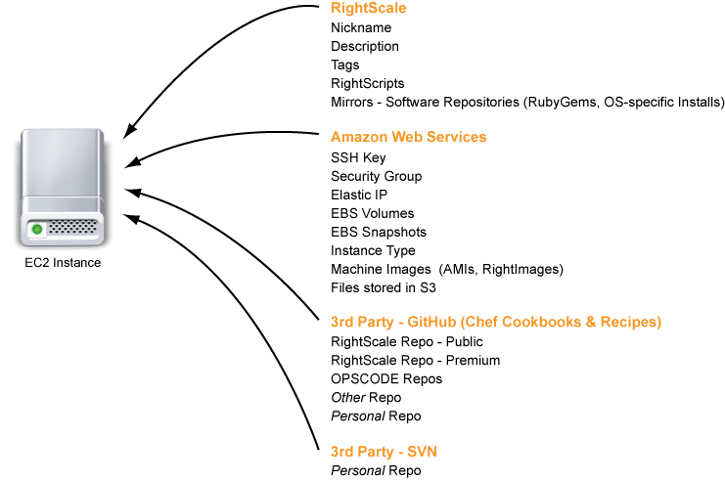 RightScale
Nickname
Description
Tags
RightScripts
Mirrors - Software Repositories (RubyGems, OS-specific Installs)
Amazon Web Services
SSH Key
Security Group
Elastic IP
EBS Volumes
EBS Snapshots
Instance Type
Machine Images (AMIs, RightImages)
Files stored in S3
EC2 Instance
3rd Party - GitHub (Chef Cookbooks & Recipes)
RightScale Repo - Public
RightScale Repo - Premium
OPSCODE Repos
Other Repo
Personal Repo
3rd Party - SVN
Personal Repo